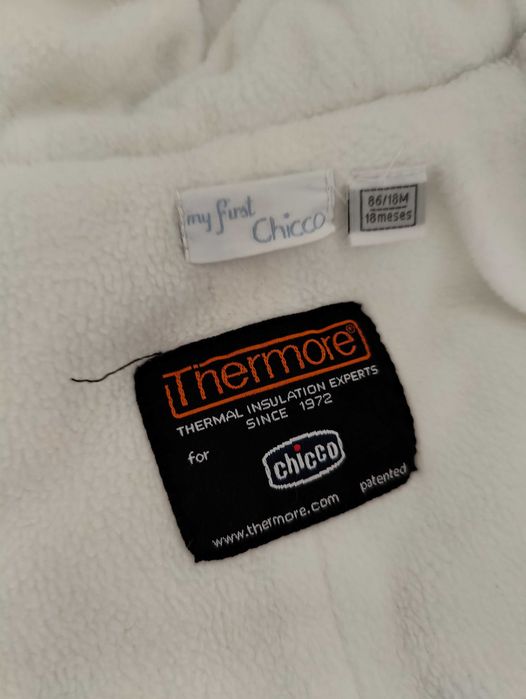 my first
Chicco
86/18M
18meses
Thermore®
THERMAL INSULATION EXPERTS
SINCE 1972
for
chicco
patented
www.thermore.com